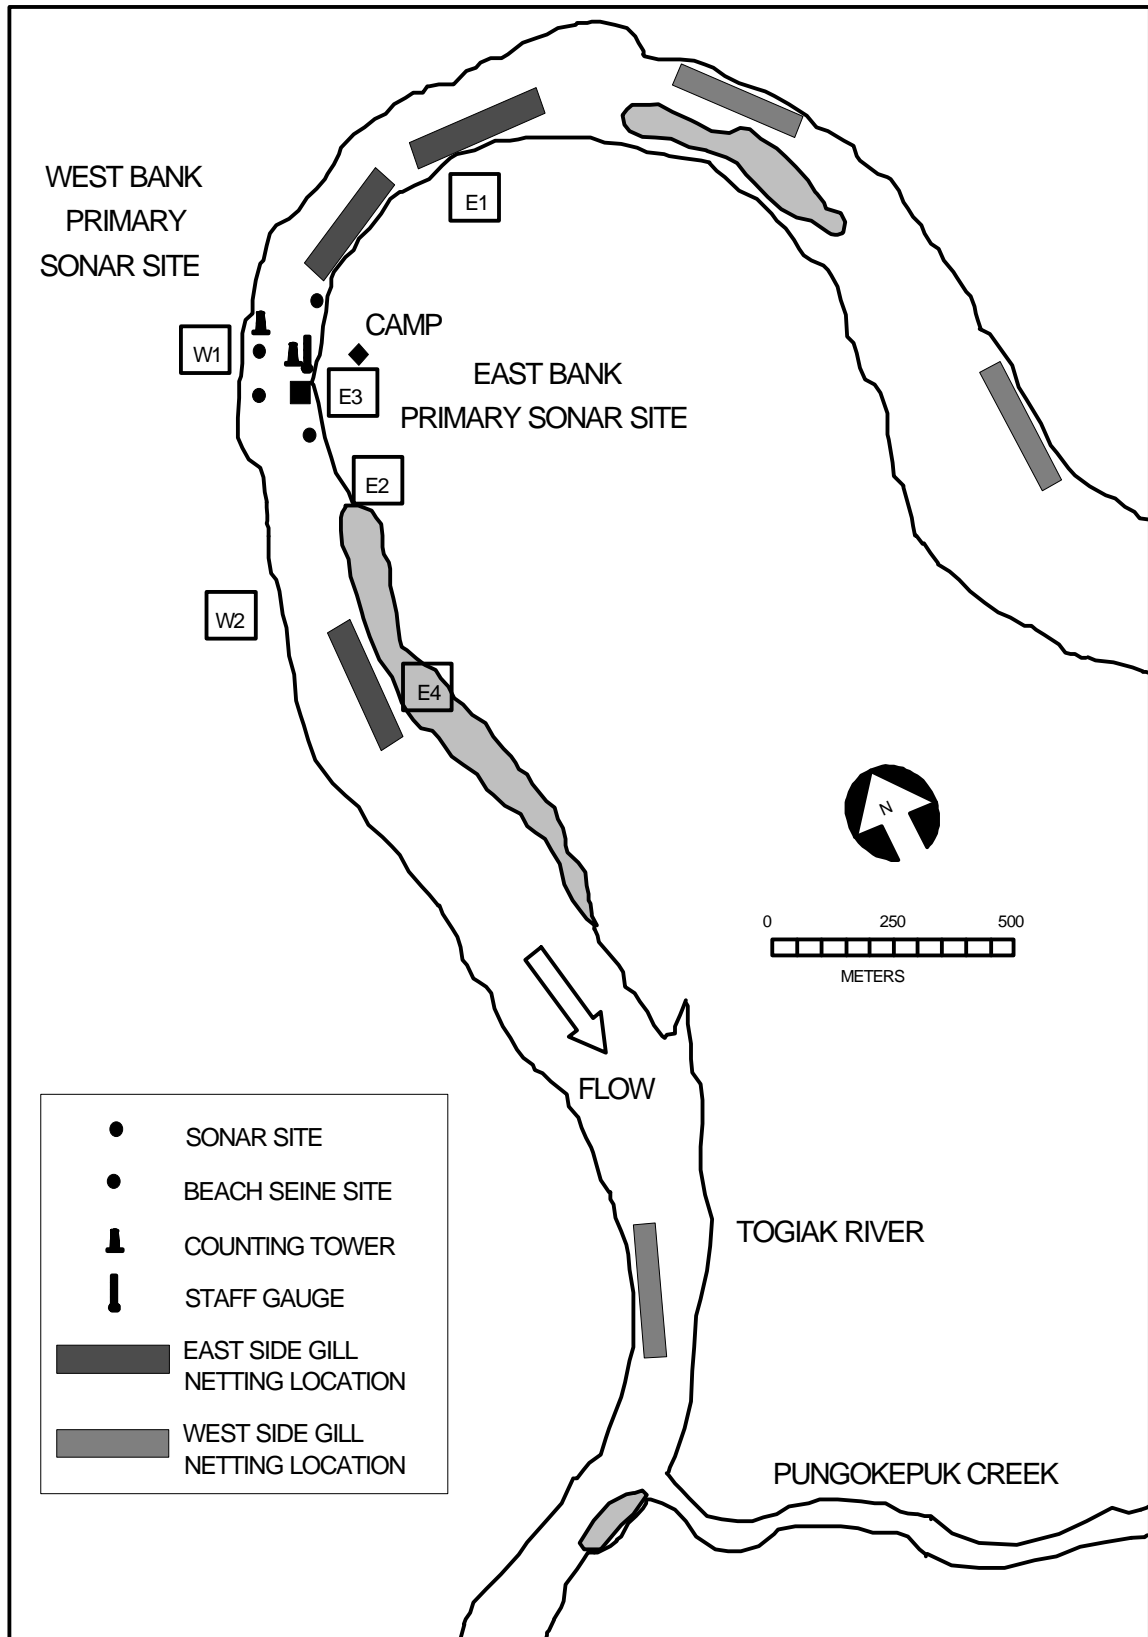 WEST BANK
PRIMARY
SONAR SITE
E1
W1
CAMP
E3
EAST BANK
PRIMARY SONAR SITE
E2
W2
E4
N
0 250 500
METERS
FLOW
TOGIAK RIVER
PUNGOKEPUK CREEK
SONAR SITE
BEACH SEINE SITE
COUNTING TOWER
STAFF GAUGE
EAST SIDE GILL
NETTING LOCATION
WEST SIDE GILL
NETTING LOCATION